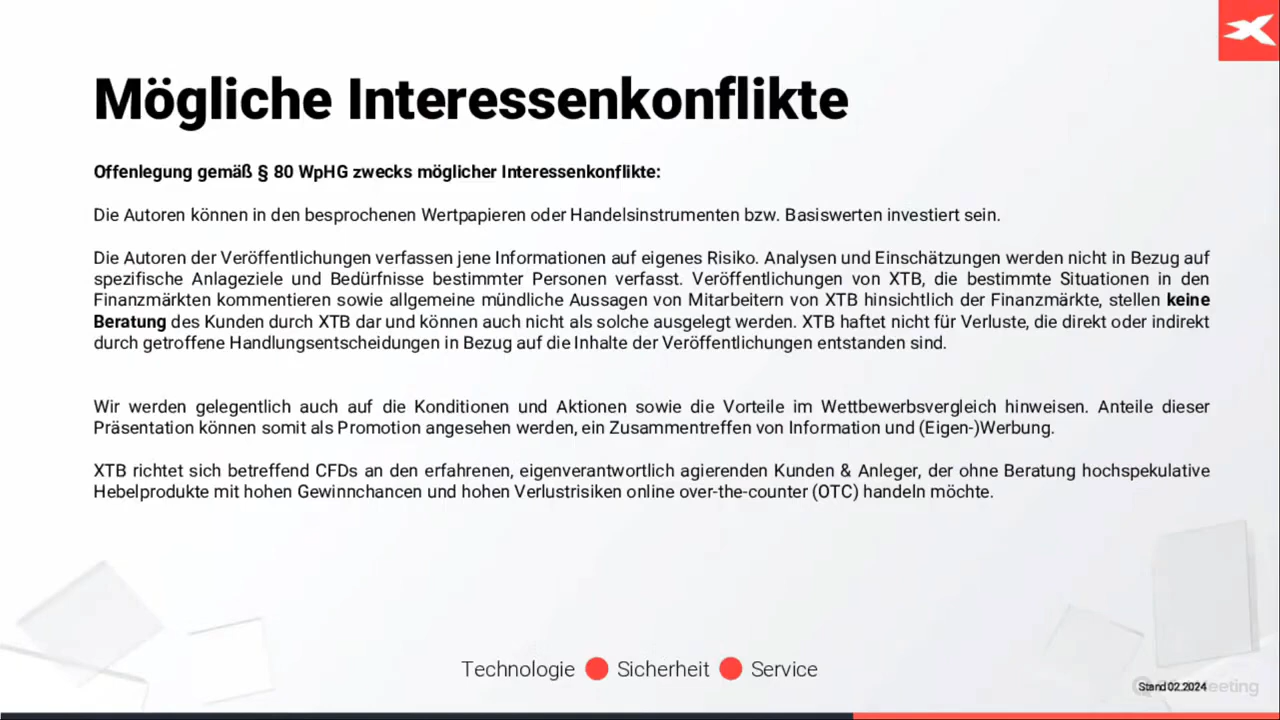 Mögliche Interessenkonflikte
Offenlegung gemäß § 80 WpHG zwecks möglicher Interessenkonflikte:
Die Autoren können in den besprochenen Wertpapieren oder Handelsinstrumenten bzw. Basiswerten investiert sein.
Die Autoren der Veröffentlichungen verfassen jene Informationen auf eigenes Risiko. Analysen und Einschätzungen werden nicht in Bezug auf
spezifische Anlageziele und Bedürfnisse bestimmter Personen verfasst. Veröffentlichungen von XTB, die bestimmte Situationen in den
Finanzmärkten kommentieren sowie allgemeine mündliche Aussagen von Mitarbeitern von XTB hinsichtlich der Finanzmärkte, stellen keine
Beratung des Kunden durch XTB dar und können auch nicht als solche ausgelegt werden. XTB haftet nicht für Verluste, die direkt oder indirekt
durch getroffene Handlungsentscheidungen in Bezug auf die Inhalte der Veröffentlichungen entstanden sind.
Wir werden gelegentlich auch auf die Konditionen und Aktionen sowie die Vorteile im Wettbewerbsvergleich hinweisen. Anteile dieser
Präsentation können somit als Promotion angesehen werden, ein Zusammentreffen von Information und (Eigen-)Werbung.
XTB richtet sich betreffend CFDs an den erfahrenen, eigenverantwortlich agierenden Kunden & Anleger, der ohne Beratung hochspekulative
Hebelprodukte mit hohen Gewinnchancen und hohen Verlustrisiken online over-the-counter (OTC) handeln möchte.
Technologie Sicherheit Service
Stand 02.2024